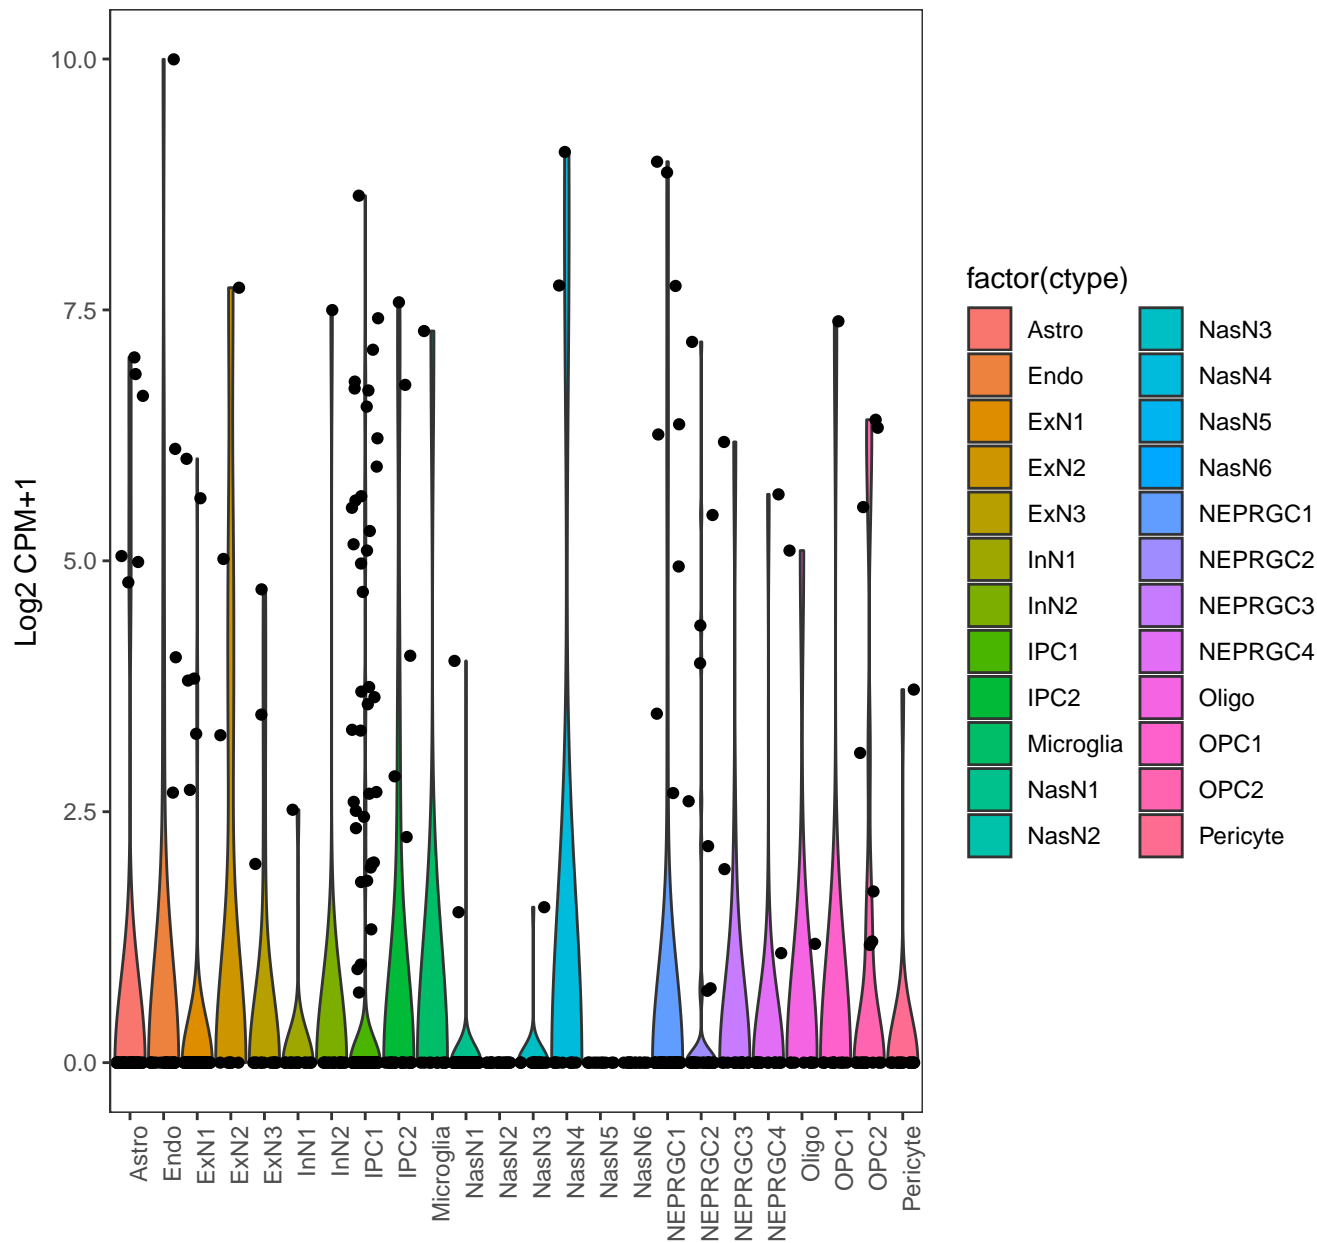 10.0
7.5
5.0
2.5
0.0
Log2 CPM+1
Astro
Endo
ExN1
ExN2
ExN3
InN1
InN2
IPC1
IPC2
Microglia
NasN1
NasN2
NasN3
NasN4
NasN5
NasN6
NEPRGC1
NEPRGC2
NEPRGC3
NEPRGC4
Oligo
OPC1
OPC2
Pericyte
factor(ctype)
Astro
Endo
ExN1
ExN2
ExN3
InN1
InN2
IPC1
IPC2
Microglia
NasN1
NasN2
NasN3
NasN4
NasN5
NasN6
NEPRGC1
NEPRGC2
NEPRGC3
NEPRGC4
Oligo
OPC1
OPC2
Pericyte